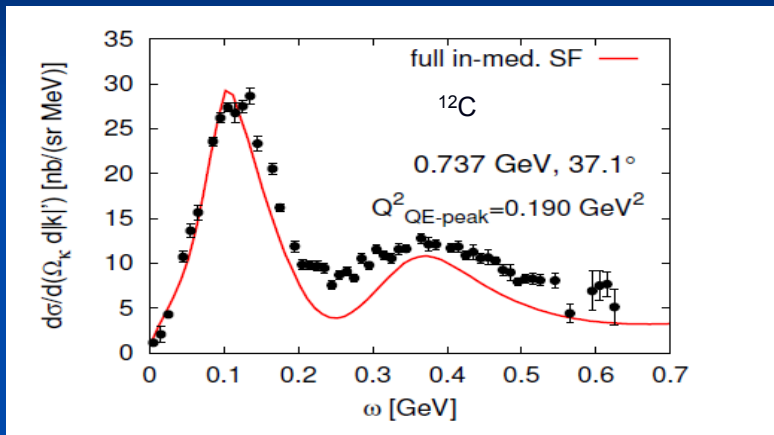 35
30
25
20
15
10
5
0
dσ/d(Ω_κ d|k|') [nb/(sr MeV)]
full in-med. SF
¹²C
0.737 GeV, 37.1°
Q²_QE-peak=0.190 GeV²
0 0.1 0.2 0.3 0.4 0.5 0.6 0.7
ω [GeV]